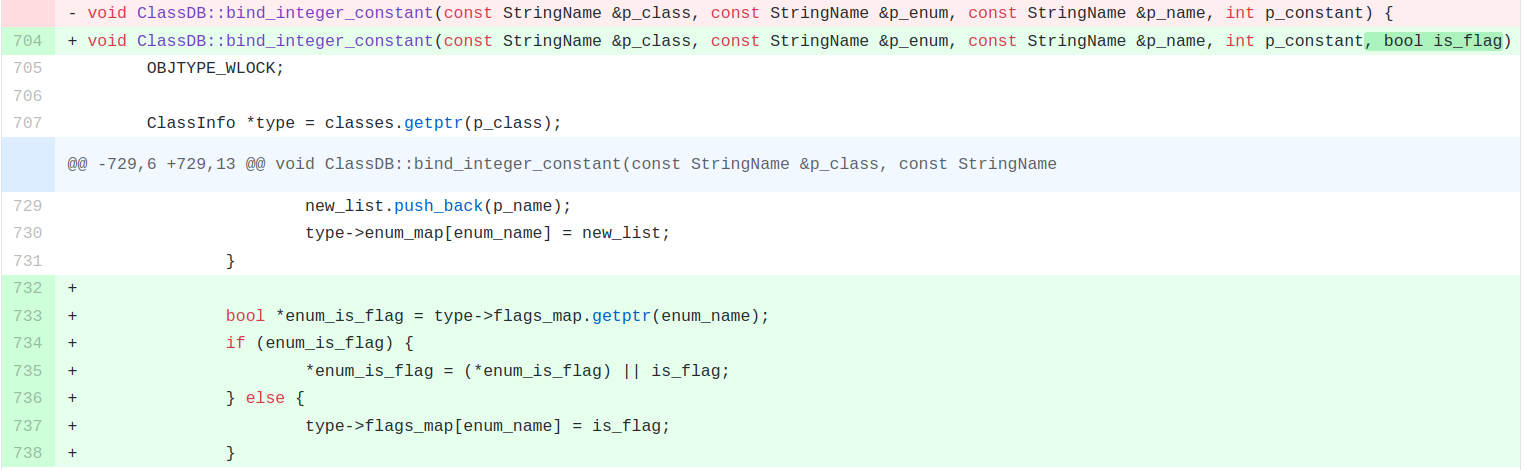 - void ClassDB::bind_integer_constant(const StringName &p_class, const StringName &p_enum, const StringName &p_name, int p_constant) {
704 + void ClassDB::bind_integer_constant(const StringName &p_class, const StringName &p_enum, const StringName &p_name, int p_constant, bool is_flag)
705 OBJTYPE_WLOCK;
706
707 ClassInfo *type = classes.getptr(p_class);
@@ -729,6 +729,13 @@ void ClassDB::bind_integer_constant(const StringName &p_class, const StringName
729 new_list.push_back(p_name);
730 type->enum_map[enum_name] = new_list;
731 }
732 +
733 + bool *enum_is_flag = type->flags_map.getptr(enum_name);
734 + if (enum_is_flag) {
735 + *enum_is_flag = (*enum_is_flag) || is_flag;
736 + } else {
737 + type->flags_map[enum_name] = is_flag;
738 + }